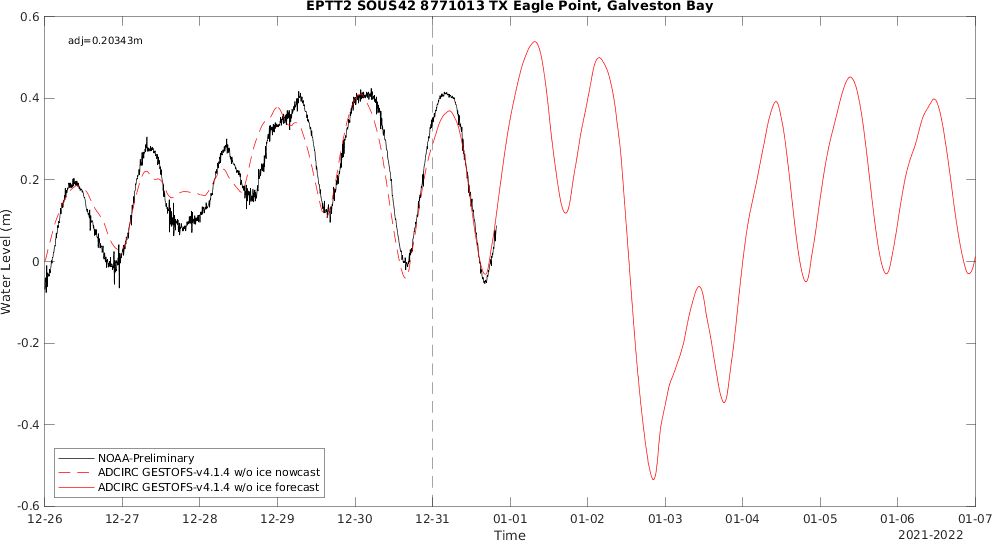 EPTT2 SOUS42 8771013 TX Eagle Point, Galveston Bay
adj=0.20343m
0.6
0.4
0.2
0
-0.2
-0.4
-0.6
Water Level (m)
NOAA-Preliminary
ADCIRC GESTOFS-v4.1.4 w/o ice nowcast
ADCIRC GESTOFS-v4.1.4 w/o ice forecast
12-26 12-27 12-28 12-29 12-30 12-31 01-01 01-02 01-03 01-04 01-05 01-06 01-07
Time
2021-2022